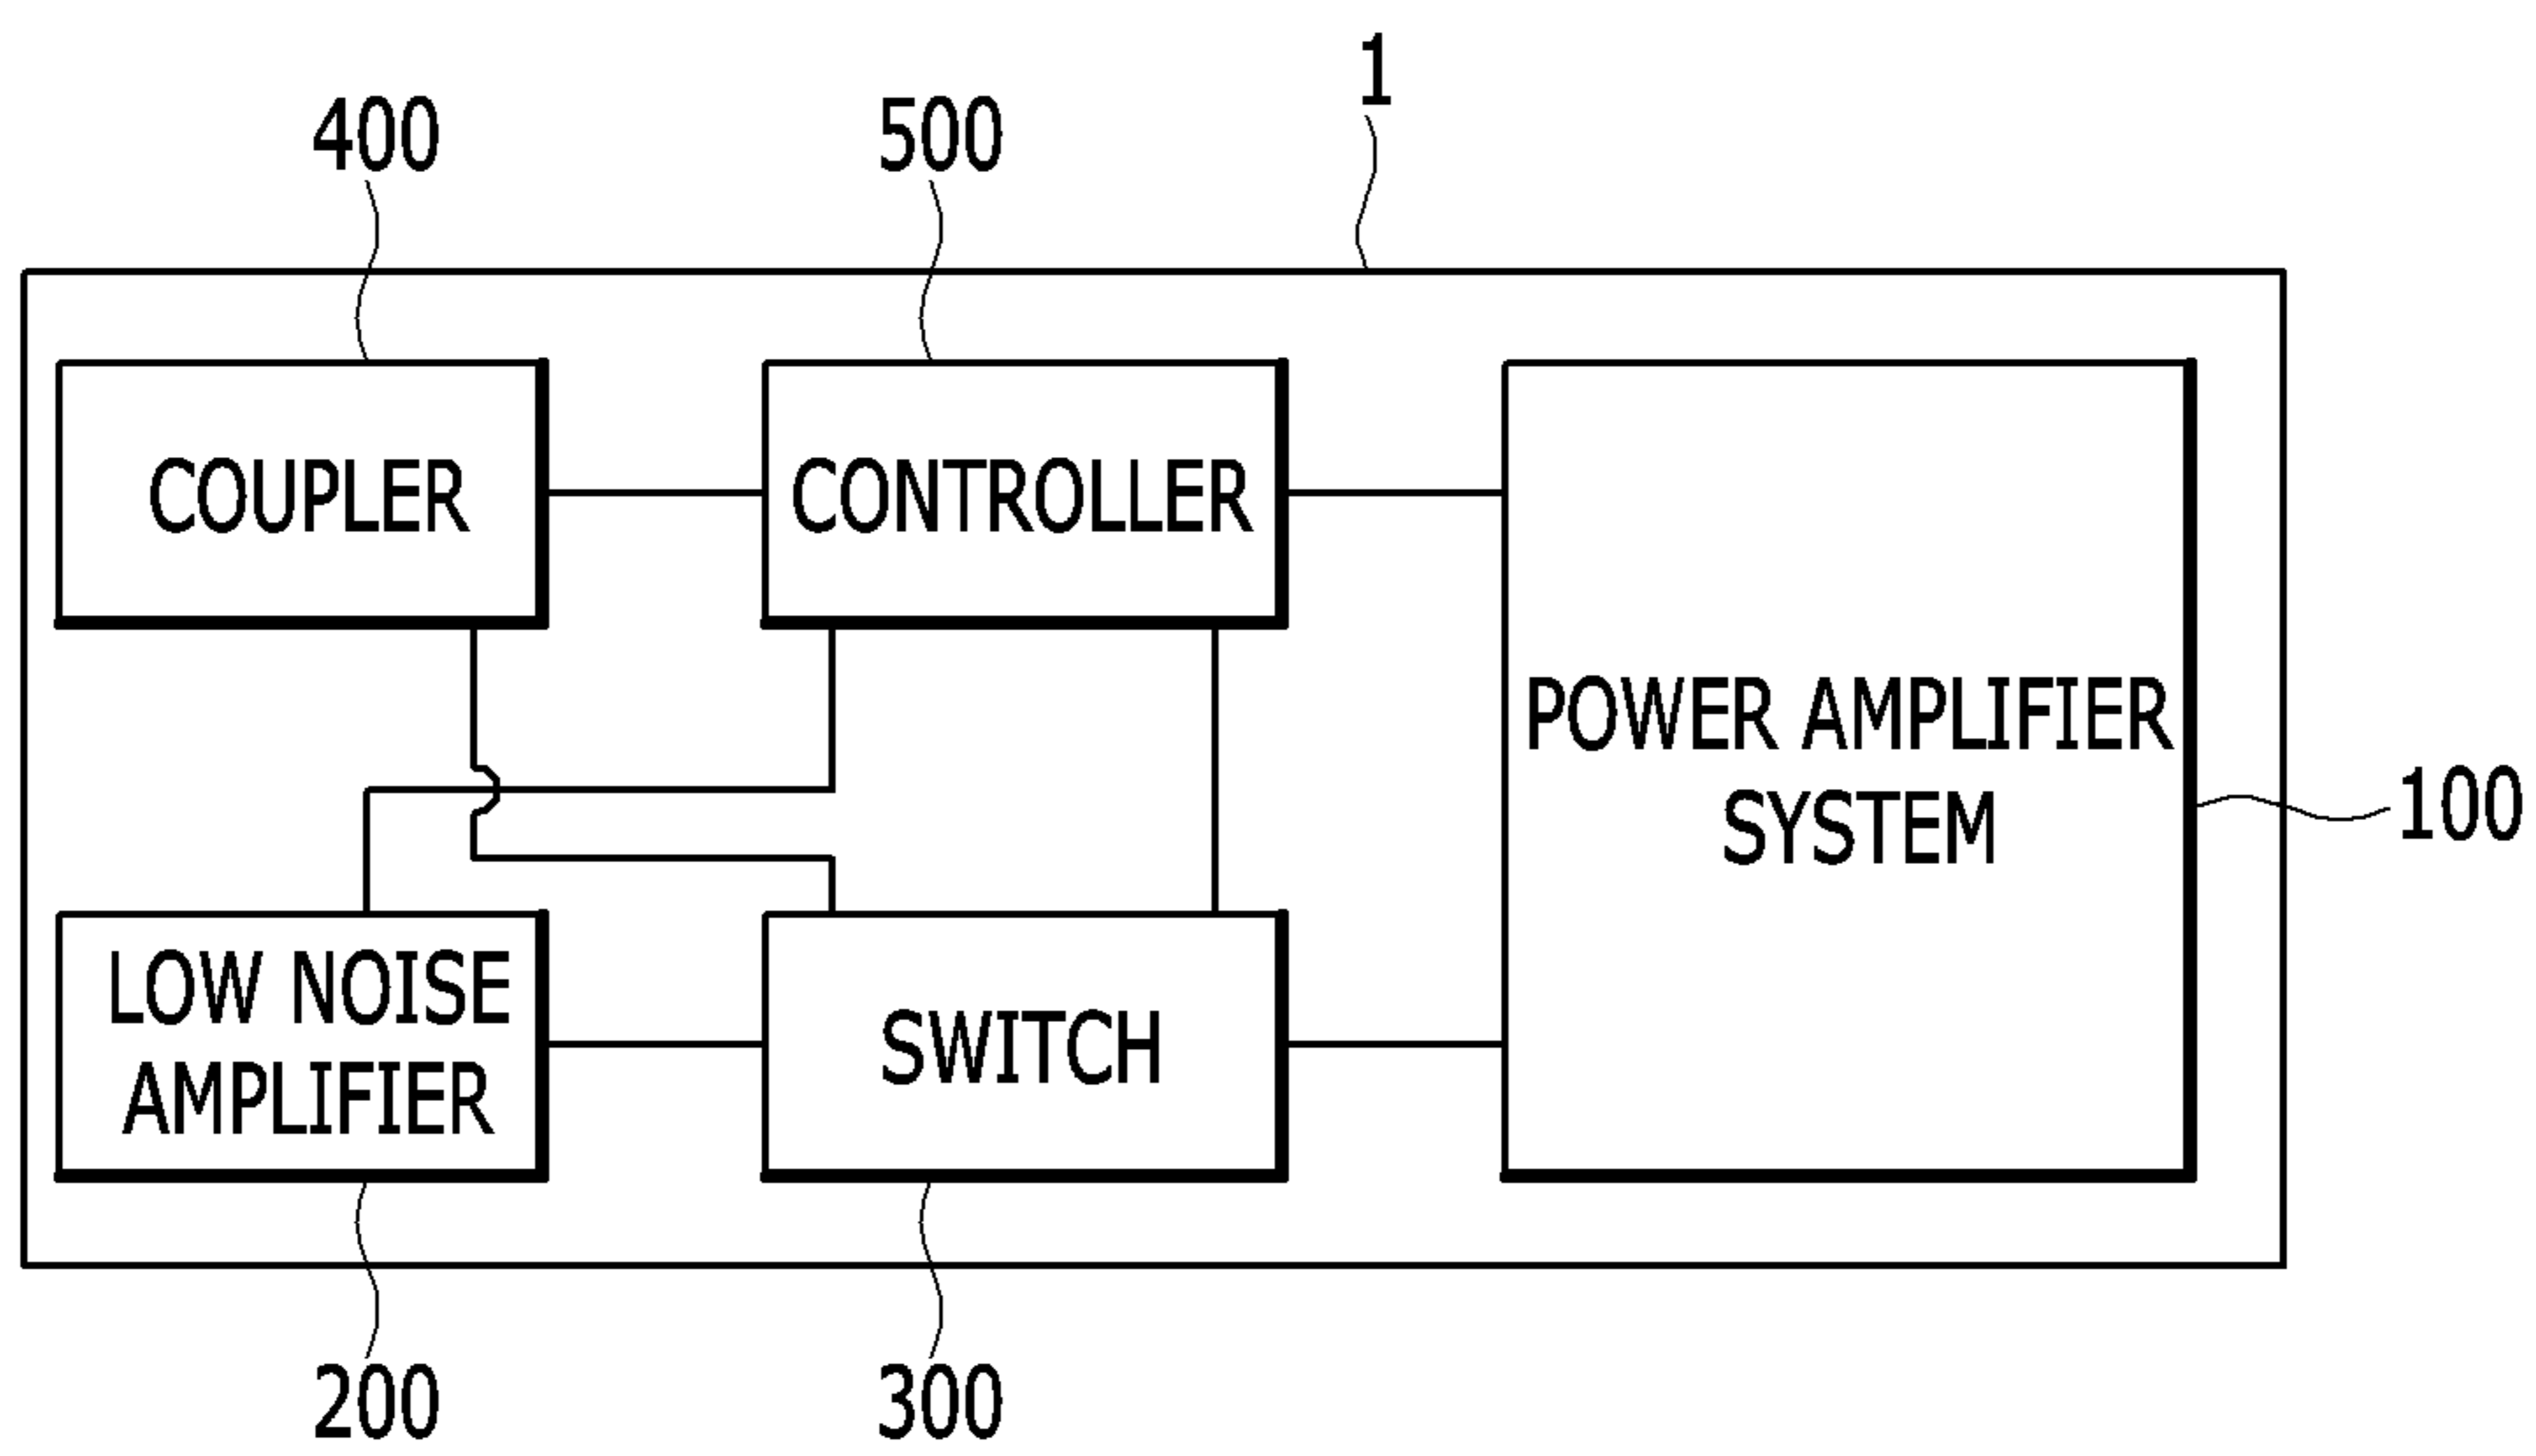 1
400
500
COUPLER
CONTROLLER
POWER AMPLIFIER
SYSTEM
100
LOW NOISE
AMPLIFIER
SWITCH
200
300